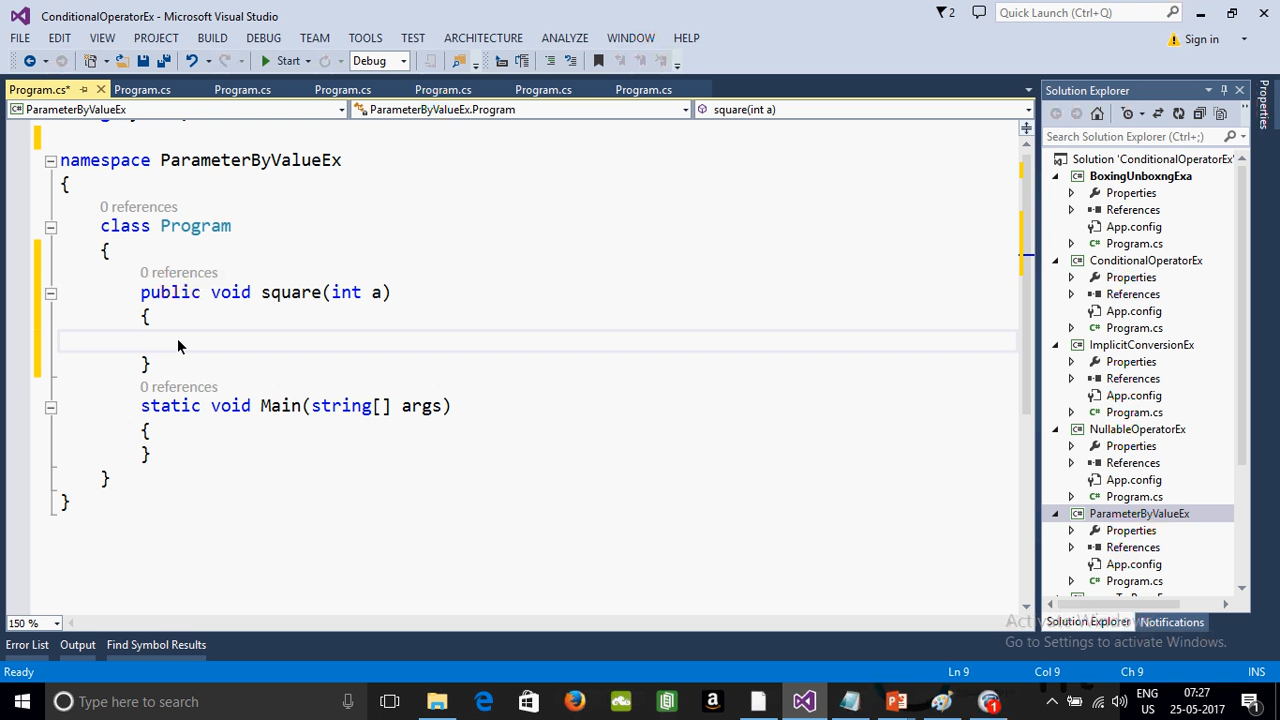 ConditionalOperatorEx - Microsoft Visual Studio
2
Quick Launch (Ctrl+Q)
FILE EDIT VIEW PROJECT BUILD DEBUG TEAM TOOLS TEST ARCHITECTURE ANALYZE WINDOW HELP
Sign in
Start
Debug
Program.cs* Program.cs Program.cs Program.cs Program.cs Program.cs Program.cs
ParameterByValueEx
ParameterByValueEx.Program
square(int a)
namespace ParameterByValueEx
{
0 references
class Program
{
0 references
public void square(int a)
{
}
0 references
static void Main(string[] args)
{
}
}
}
150 %
Solution Explorer
Search Solution Explorer (Ctrl+;)
Solution 'ConditionalOperatorEx'
BoxingUnboxngExa
Properties
References
App.config
Program.cs
ConditionalOperatorEx
Properties
References
App.config
Program.cs
ImplicitConversionEx
Properties
References
App.config
Program.cs
NullableOperatorEx
Properties
References
App.config
Program.cs
ParameterByValueEx
Properties
References
App.config
Program.cs
Solution Explorer Notifications
Properties
Activate Windows
Go to Settings to activate Windows.
Error List Output Find Symbol Results
Ready
Ln 9 Col 9 Ch 9 INS
Type here to search
ENG
US
07:27
25-05-2017
1